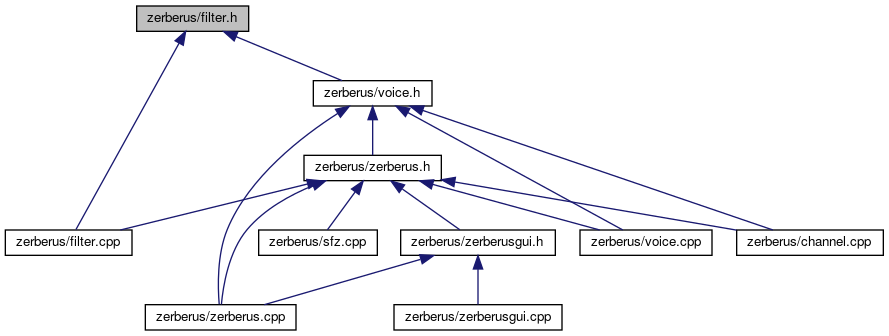 zerberus/filter.h
zerberus/voice.h
zerberus/zerberus.h
zerberus/filter.cpp
zerberus/sfz.cpp
zerberus/zerberusgui.h
zerberus/voice.cpp
zerberus/channel.cpp
zerberus/zerberus.cpp
zerberus/zerberusgui.cpp